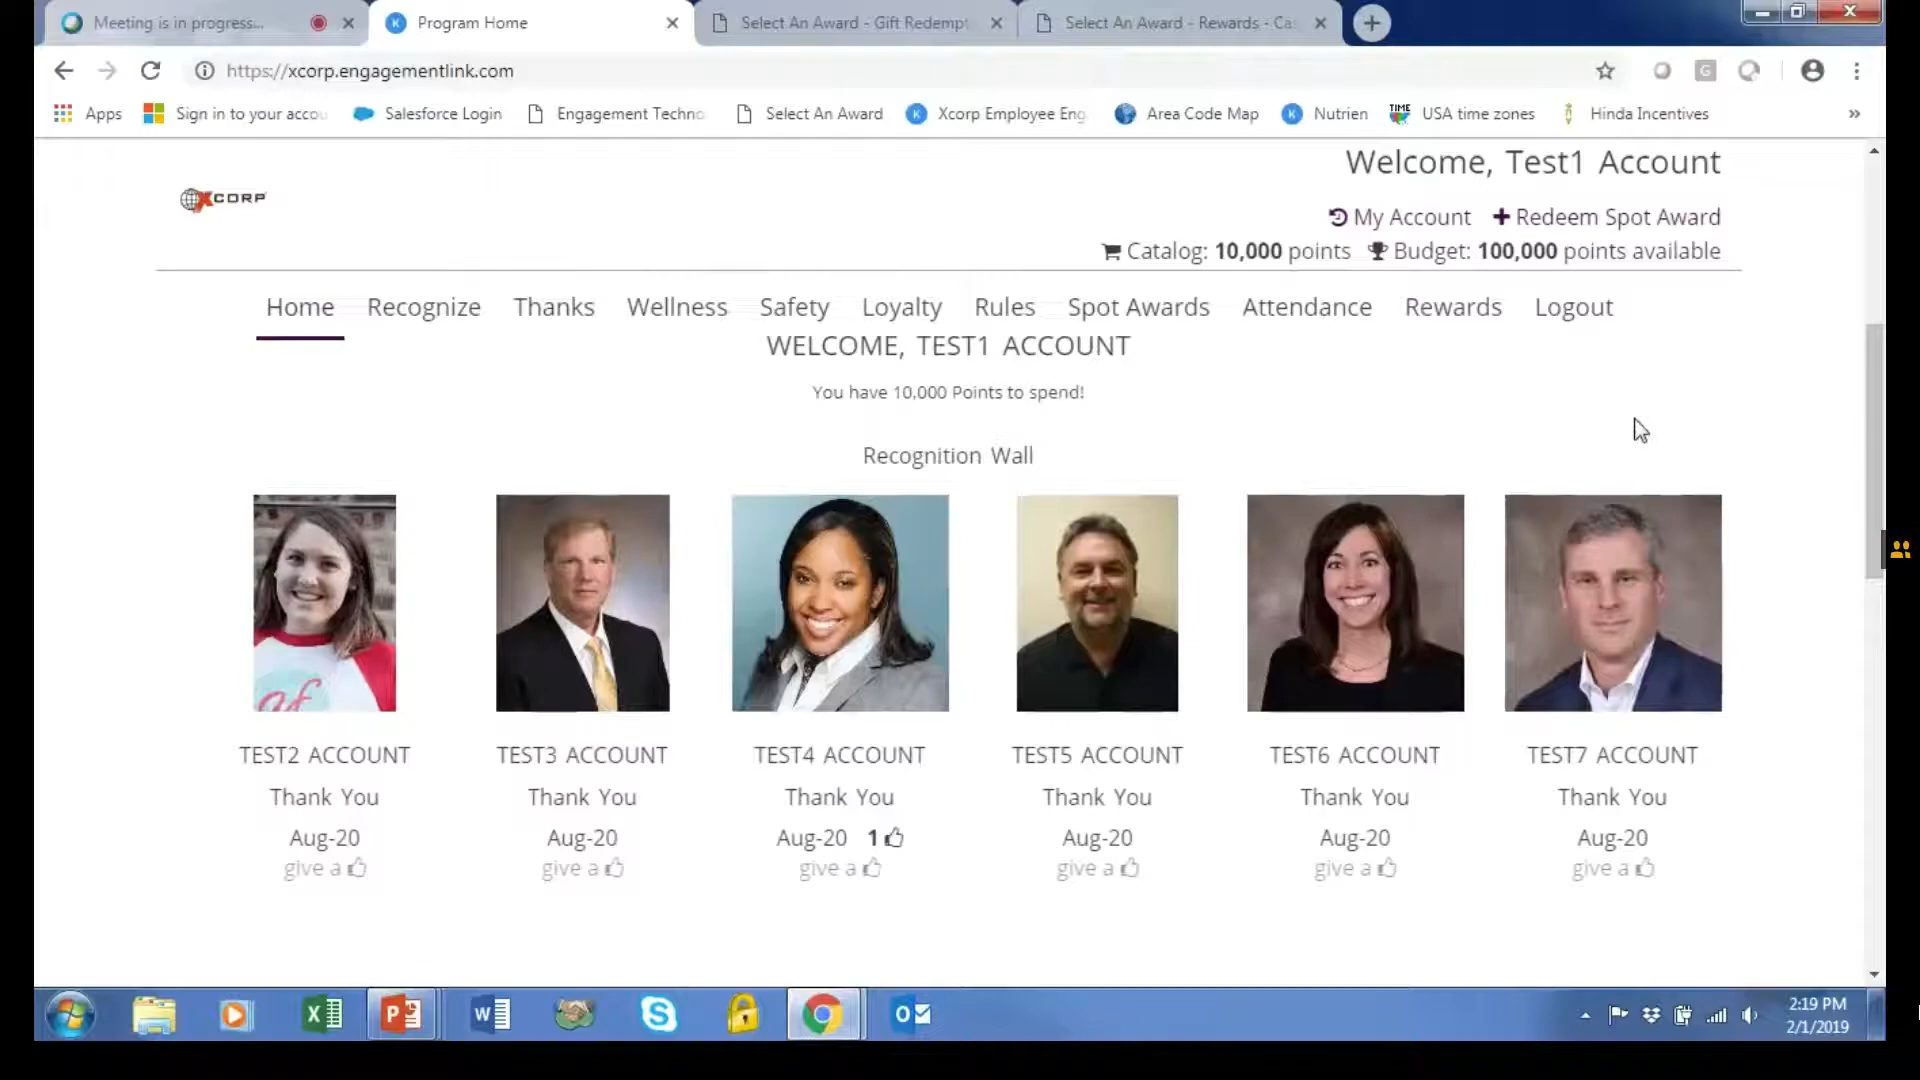 Meeting is in progress...
Program Home
Select An Award - Gift Redempt
Select An Award - Rewards - Ca
https://xcorp.engagementlink.com
G
Apps
Sign in to your accou
Salesforce Login
Engagement Techno
Select An Award
Xcorp Employee Eng
Area Code Map
Nutrien
TIME
USA time zones
Hinda Incentives
»
XCORP
Welcome, Test1 Account
My Account
Redeem Spot Award
Catalog: 10,000 points
Budget: 100,000 points available
Home
Recognize
Thanks
Wellness
Safety
Loyalty
Rules
Spot Awards
Attendance
Rewards
Logout
WELCOME, TEST1 ACCOUNT
You have 10,000 Points to spend!
Recognition Wall
TEST2 ACCOUNT
TEST3 ACCOUNT
TEST4 ACCOUNT
TEST5 ACCOUNT
TEST6 ACCOUNT
TEST7 ACCOUNT
Thank You
Thank You
Thank You
Thank You
Thank You
Thank You
Aug-20
Aug-20
Aug-20 1
Aug-20
Aug-20
Aug-20
give a
give a
give a
give a
give a
give a
2:19 PM
2/1/2019